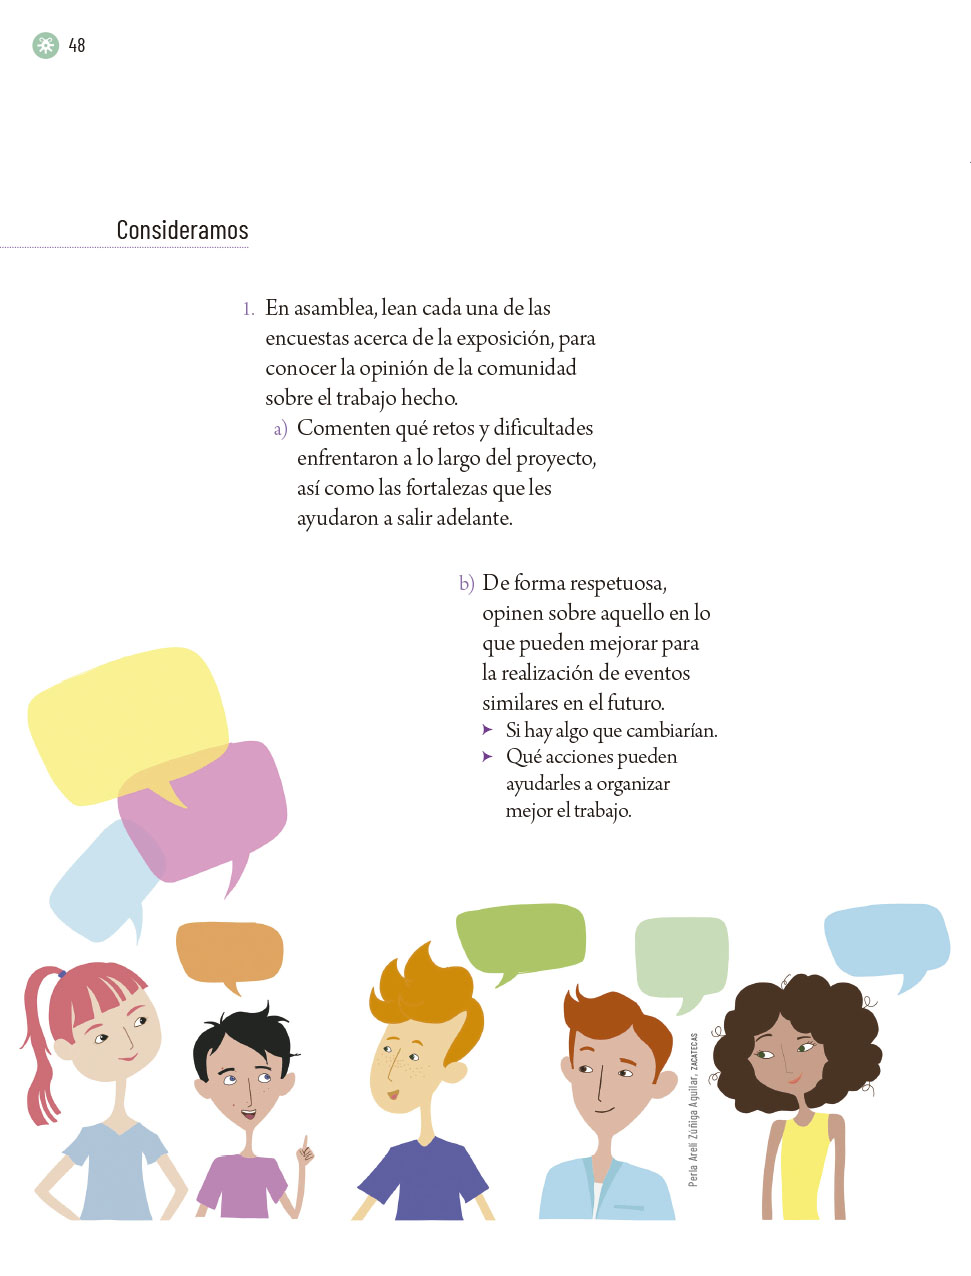 48
Consideramos
1. En asamblea, lean cada una de las
encuestas acerca de la exposición, para
conocer la opinión de la comunidad
sobre el trabajo hecho.
a) Comenten qué retos y dificultades
enfrentaron a lo largo del proyecto,
así como las fortalezas que les
ayudaron a salir adelante.
b) De forma respetuosa,
opinen sobre aquello en lo
que pueden mejorar para
la realización de eventos
similares en el futuro.
➤ Si hay algo que cambiarían.
➤ Qué acciones pueden
ayudarles a organizar
mejor el trabajo.
Perla Areli Zúñiga Aguilar, ZACATECAS